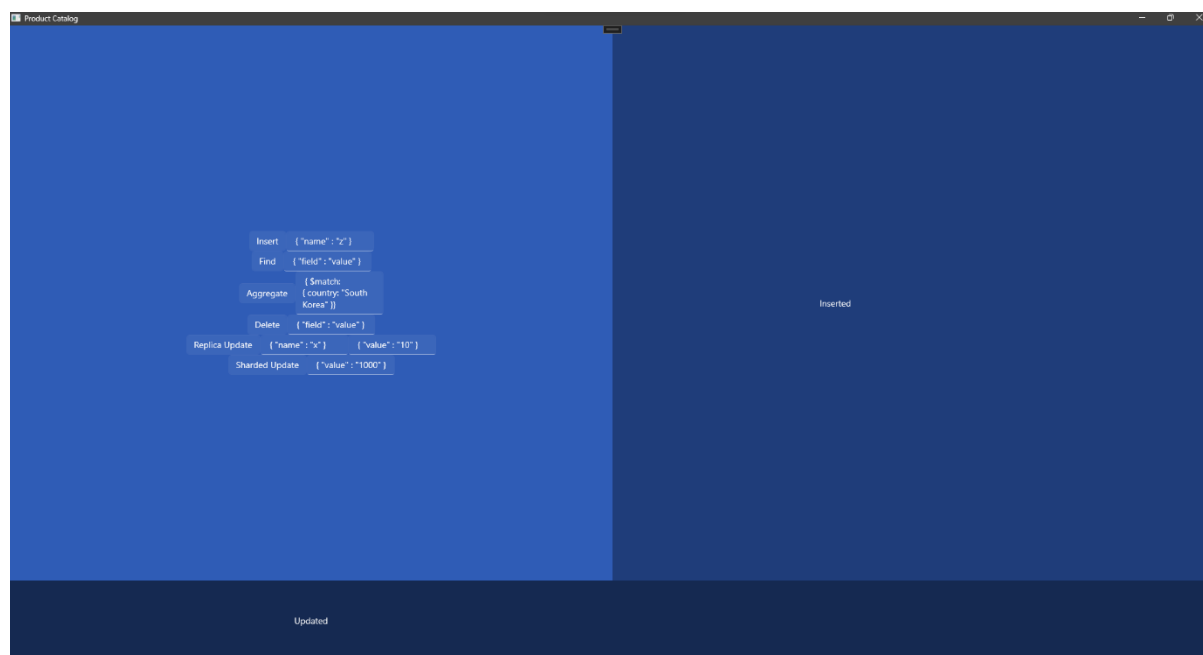 Product Catalog
Insert { "name" : "z" }
Find { "field" : "value" }
Aggregate { $match:
{ country: "South
Korea" }}
Delete { "field" : "value" }
Replica Update { "name" : "x" } { "value" : "10" }
Sharded Update { "value" : "1000" }
Inserted
Updated